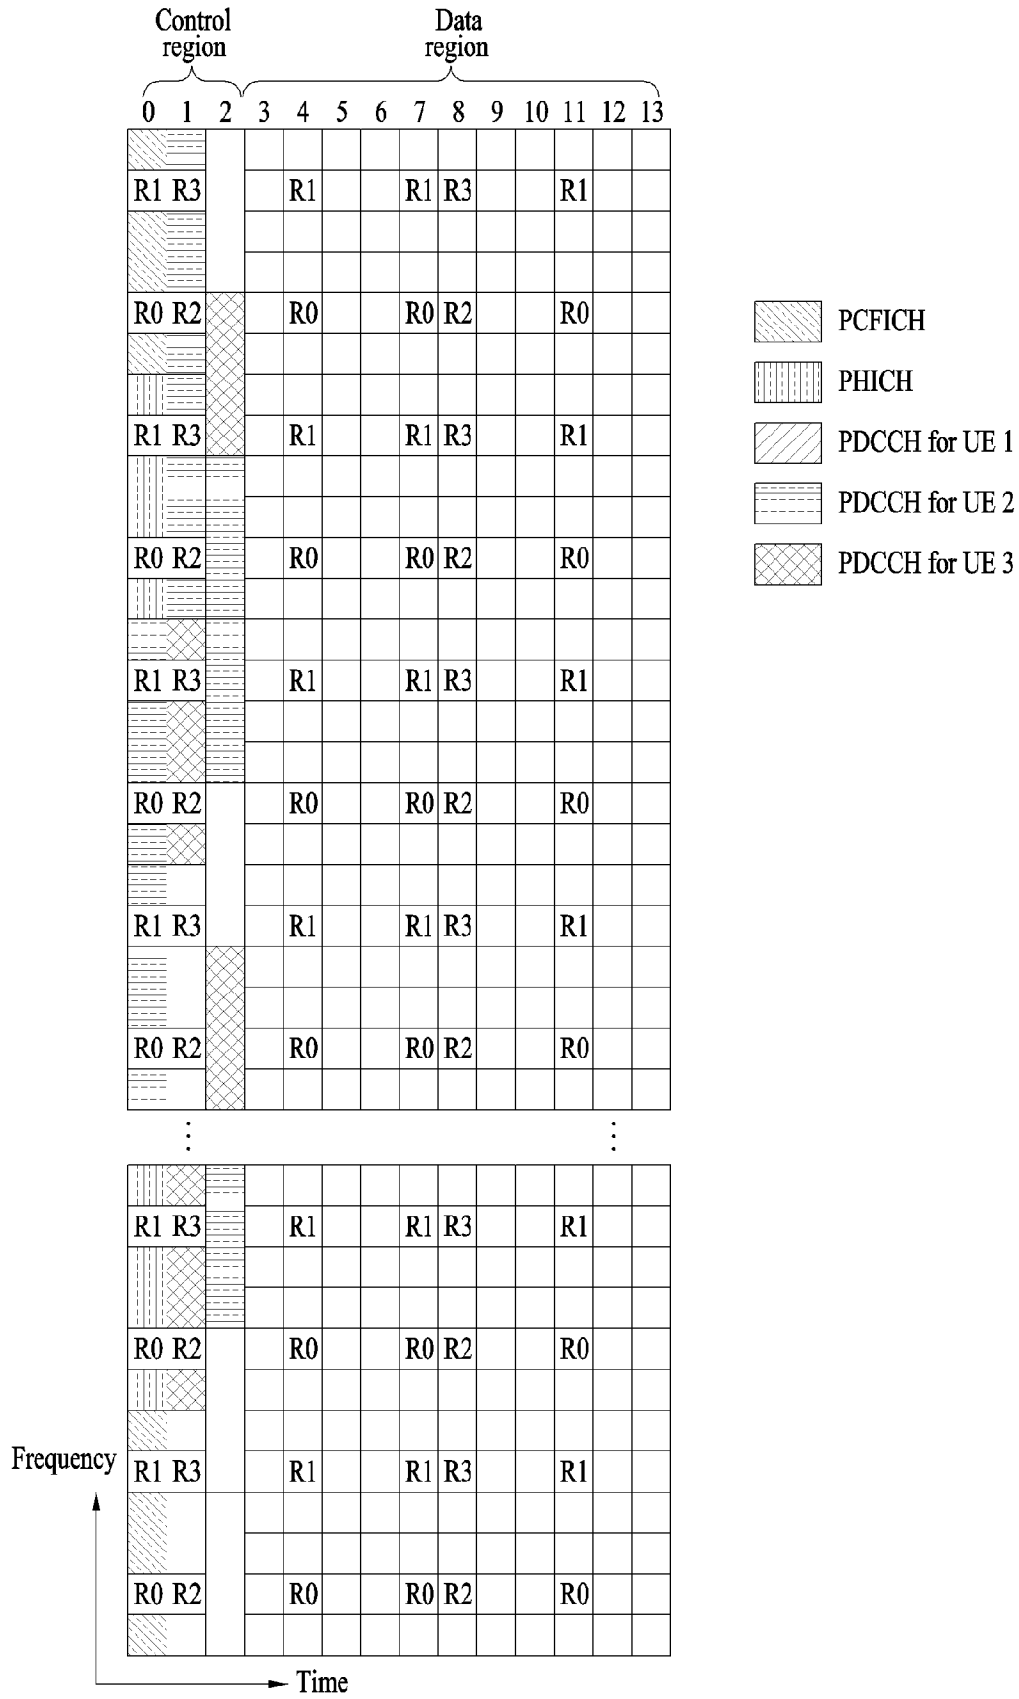 Control region
Data region
0 1 2 3 4 5 6 7 8 9 10 11 12 13
R1 R3 R1 R1 R3 R1
R0 R2 R0 R0 R2 R0
PCFICH
PHICH
R1 R3 R1 R1 R3 R1
PDCCH for UE 1
PDCCH for UE 2
R0 R2 R0 R0 R2 R0
PDCCH for UE 3
R1 R3 R1 R1 R3 R1
R0 R2 R0 R0 R2 R0
R1 R3 R1 R1 R3 R1
R0 R2 R0 R0 R2 R0
R1 R3 R1 R1 R3 R1
R0 R2 R0 R0 R2 R0
Frequency
R1 R3 R1 R1 R3 R1
R0 R2 R0 R0 R2 R0
Time